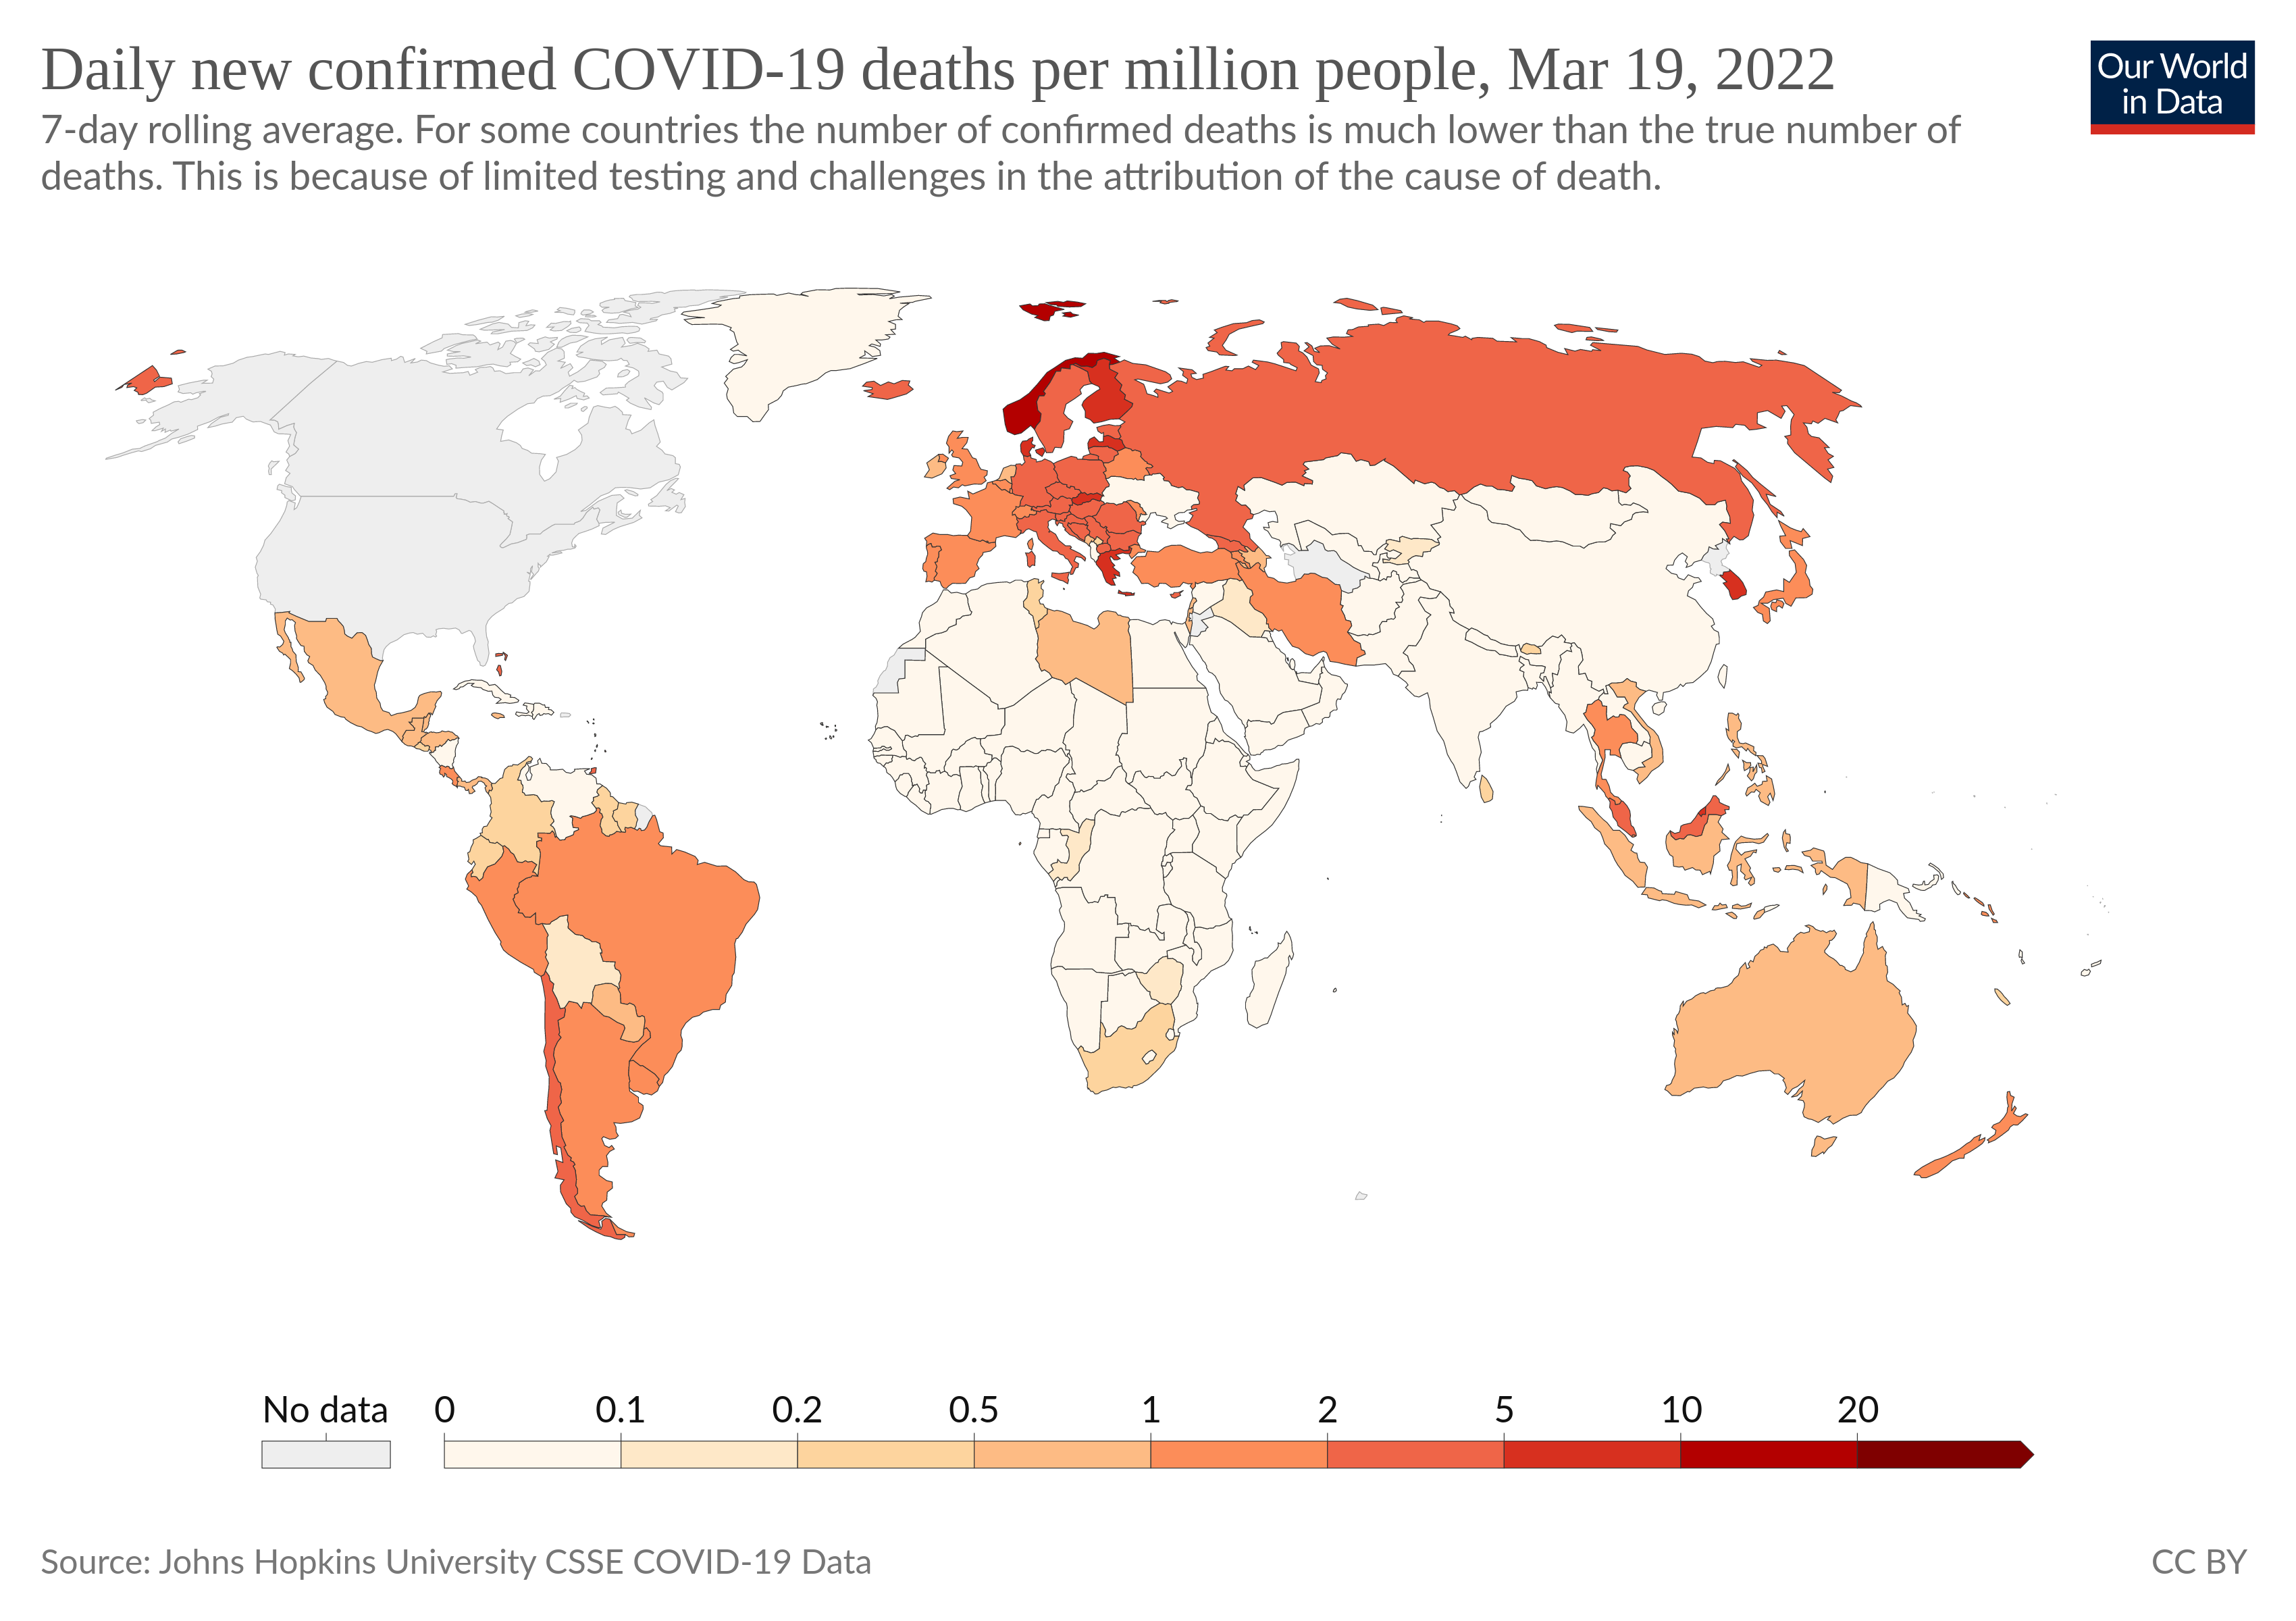 Daily new confirmed COVID-19 deaths per million people, Mar 19, 2022
Our World
in Data
7-day rolling average. For some countries the number of confirmed deaths is much lower than the true number of
deaths. This is because of limited testing and challenges in the attribution of the cause of death.
No data 0 0.1 0.2 0.5 1 2 5 10 20
Source: Johns Hopkins University CSSE COVID-19 Data
CC BY